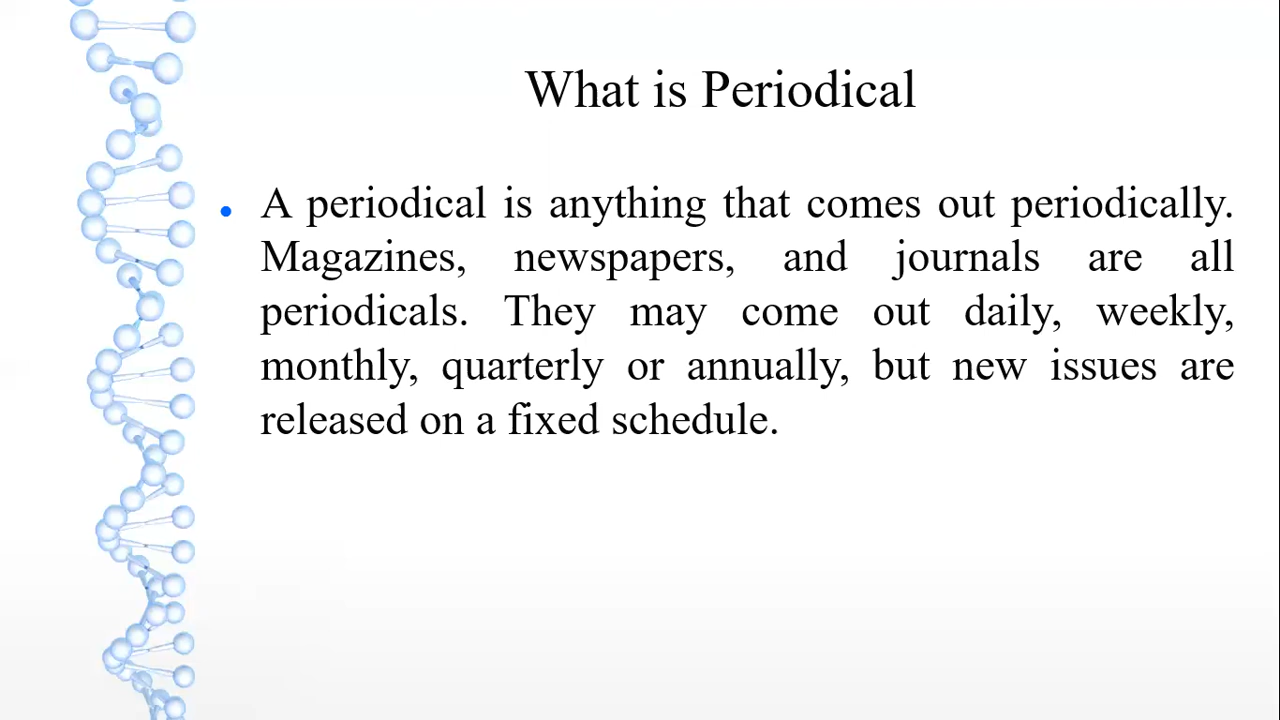 What is Periodical
A periodical is anything that comes out periodically.
Magazines, newspapers, and journals are all
periodicals. They may come out daily, weekly,
monthly, quarterly or annually, but new issues are
released on a fixed schedule.